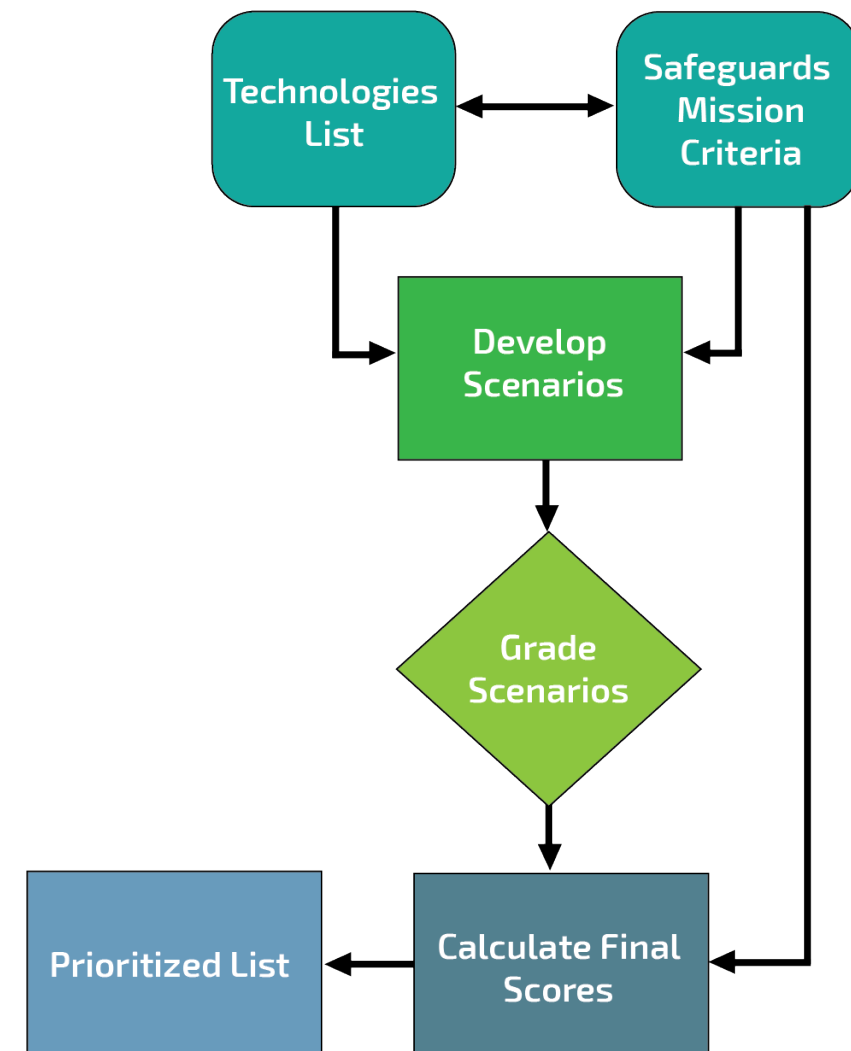 Technologies
List
Safeguards
Mission
Criteria
Develop
Scenarios
Grade
Scenarios
Calculate Final
Scores
Prioritized List